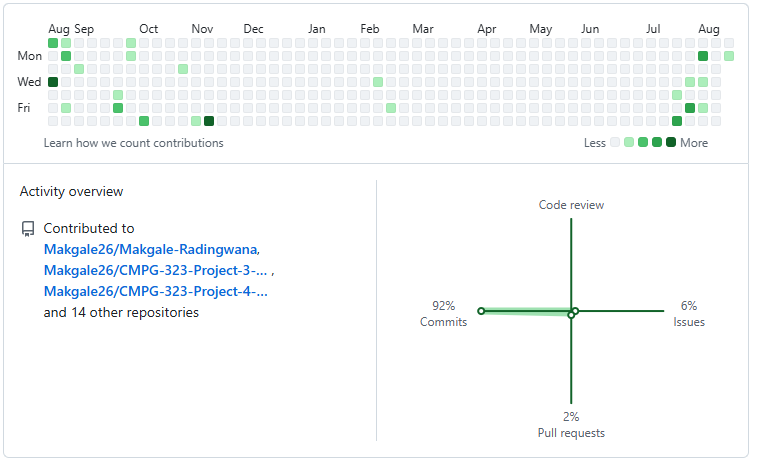 Aug Sep Oct Nov Dec Jan Feb Mar Apr May Jun Jul Aug
Mon
Wed
Fri
Learn how we count contributions
Less More
Activity overview
Contributed to
Makgale26/Makgale-Radingwana,
Makgale26/CMPG-323-Project-3-... ,
Makgale26/CMPG-323-Project-4-...
and 14 other repositories
Code review
92%
Commits
6%
Issues
2%
Pull requests